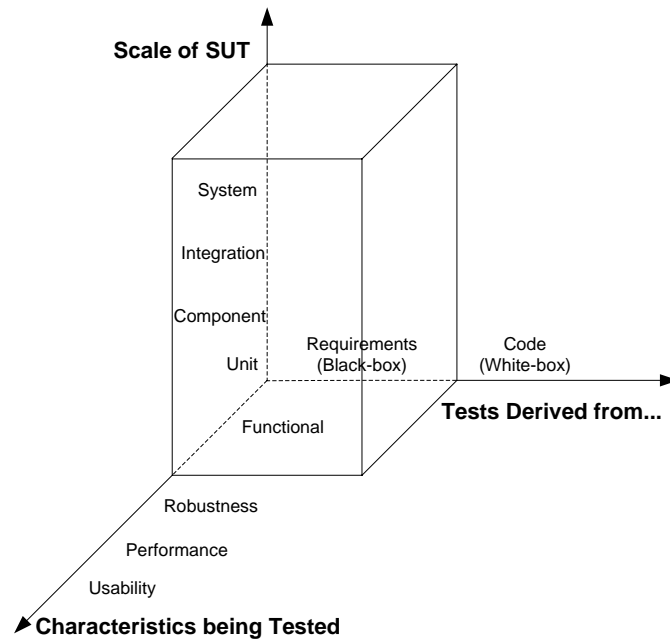 Scale of SUT
System
Integration
Component
Unit
Requirements
(Black-box)
Code
(White-box)
Tests Derived from...
Functional
Robustness
Performance
Usability
Characteristics being Tested